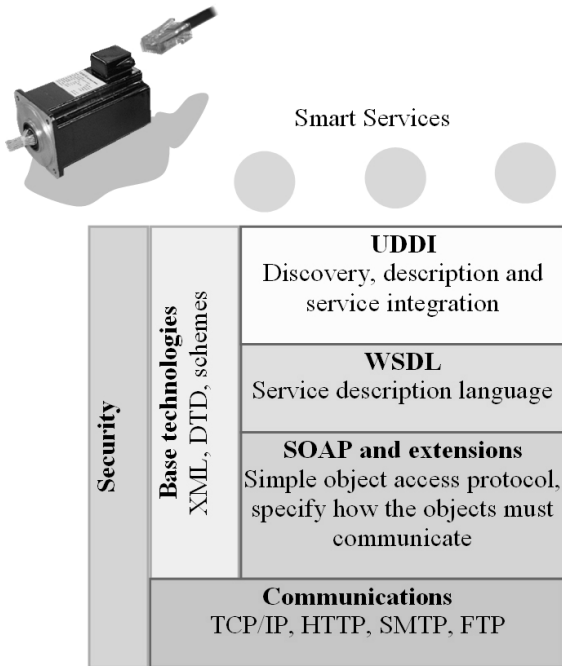 Smart Services
Security
Base technologies
XML, DTD, schemes
UDDI
Discovery, description and
service integration
WSDL
Service description language
SOAP and extensions
Simple object access protocol,
specify how the objects must
communicate
Communications
TCP/IP, HTTP, SMTP, FTP